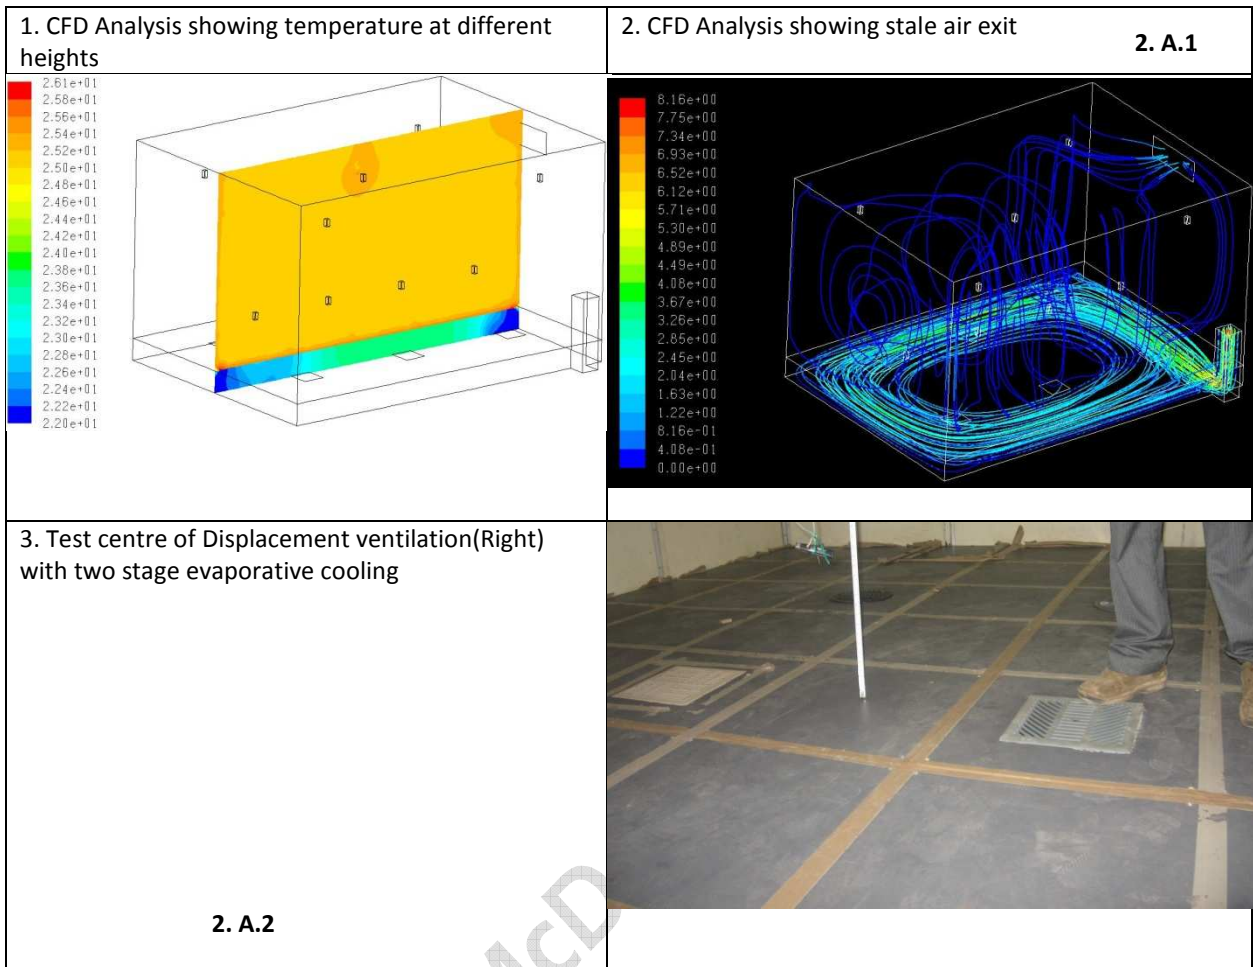 1. CFD Analysis showing temperature at different
heights
2. CFD Analysis showing stale air exit
2. A.1
2.61e+01
2.58e+01
2.56e+01
2.54e+01
2.52e+01
2.50e+01
2.48e+01
2.46e+01
2.44e+01
2.42e+01
2.40e+01
2.38e+01
2.36e+01
2.34e+01
2.32e+01
2.30e+01
2.28e+01
2.26e+01
2.24e+01
2.22e+01
2.20e+01
8.16e+00
7.75e+00
7.34e+00
6.93e+00
6.52e+00
6.12e+00
5.71e+00
5.30e+00
4.89e+00
4.49e+00
4.08e+00
3.67e+00
3.26e+00
2.85e+00
2.45e+00
2.04e+00
1.63e+00
1.22e+00
8.16e-01
4.08e-01
0.00e+00
3. Test centre of Displacement ventilation(Right)
with two stage evaporative cooling
2. A.2
McD